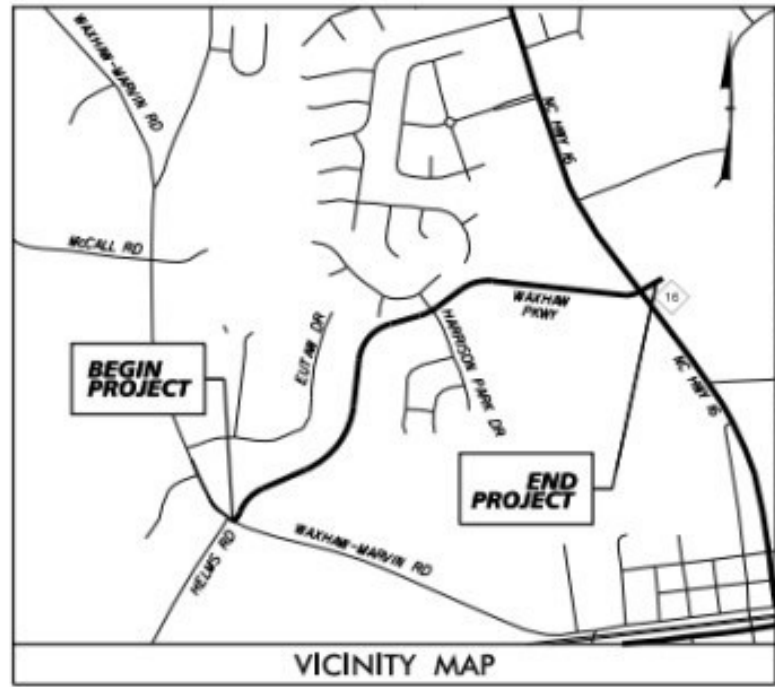 WAXHAW-MARVIN RD
NC HWY 16
McCALL RD
16
WAXHAW
PKWY
EUTAW DR
HARRISON PARK DR
BEGIN
PROJECT
NC HWY 16
END
PROJECT
WAXHAW-MARVIN RD
HELMS RD
VICINITY MAP